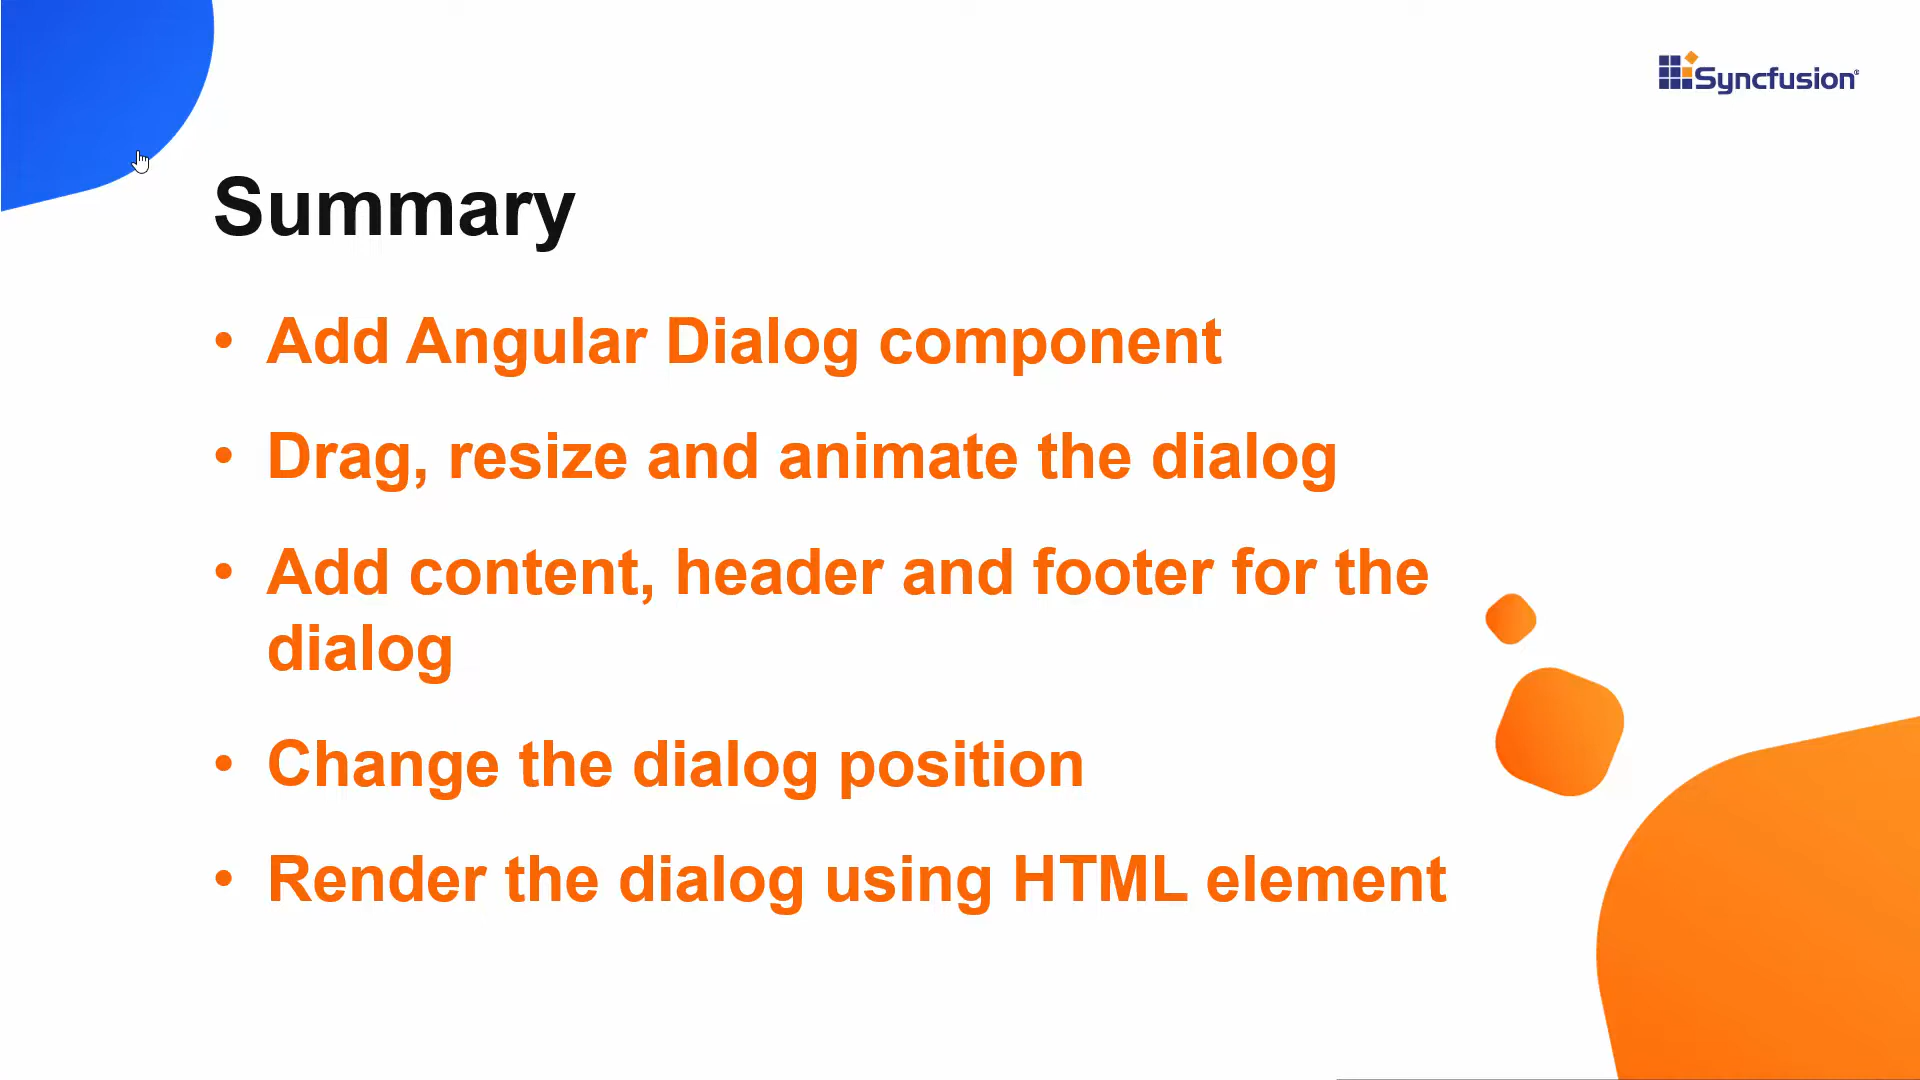 Syncfusion®
Summary
• Add Angular Dialog component
• Drag, resize and animate the dialog
• Add content, header and footer for the
dialog
• Change the dialog position
• Render the dialog using HTML element